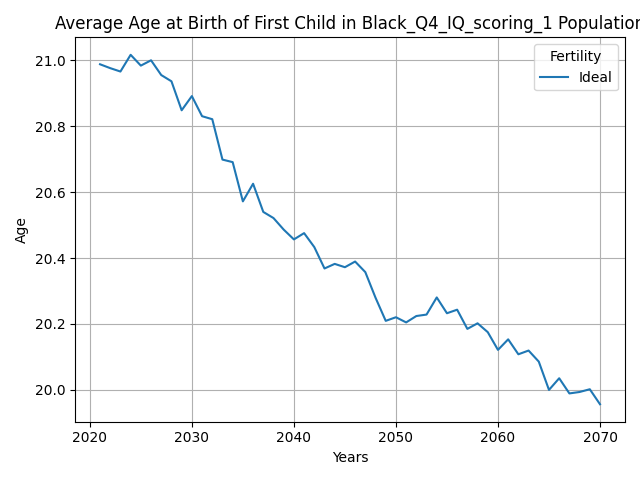 Average Age at Birth of First Child in Black_Q4_IQ_scoring_1 Population
Fertility
Ideal
21.0
20.8
20.6
20.4
20.2
20.0
Age
2020 2030 2040 2050 2060 2070
Years